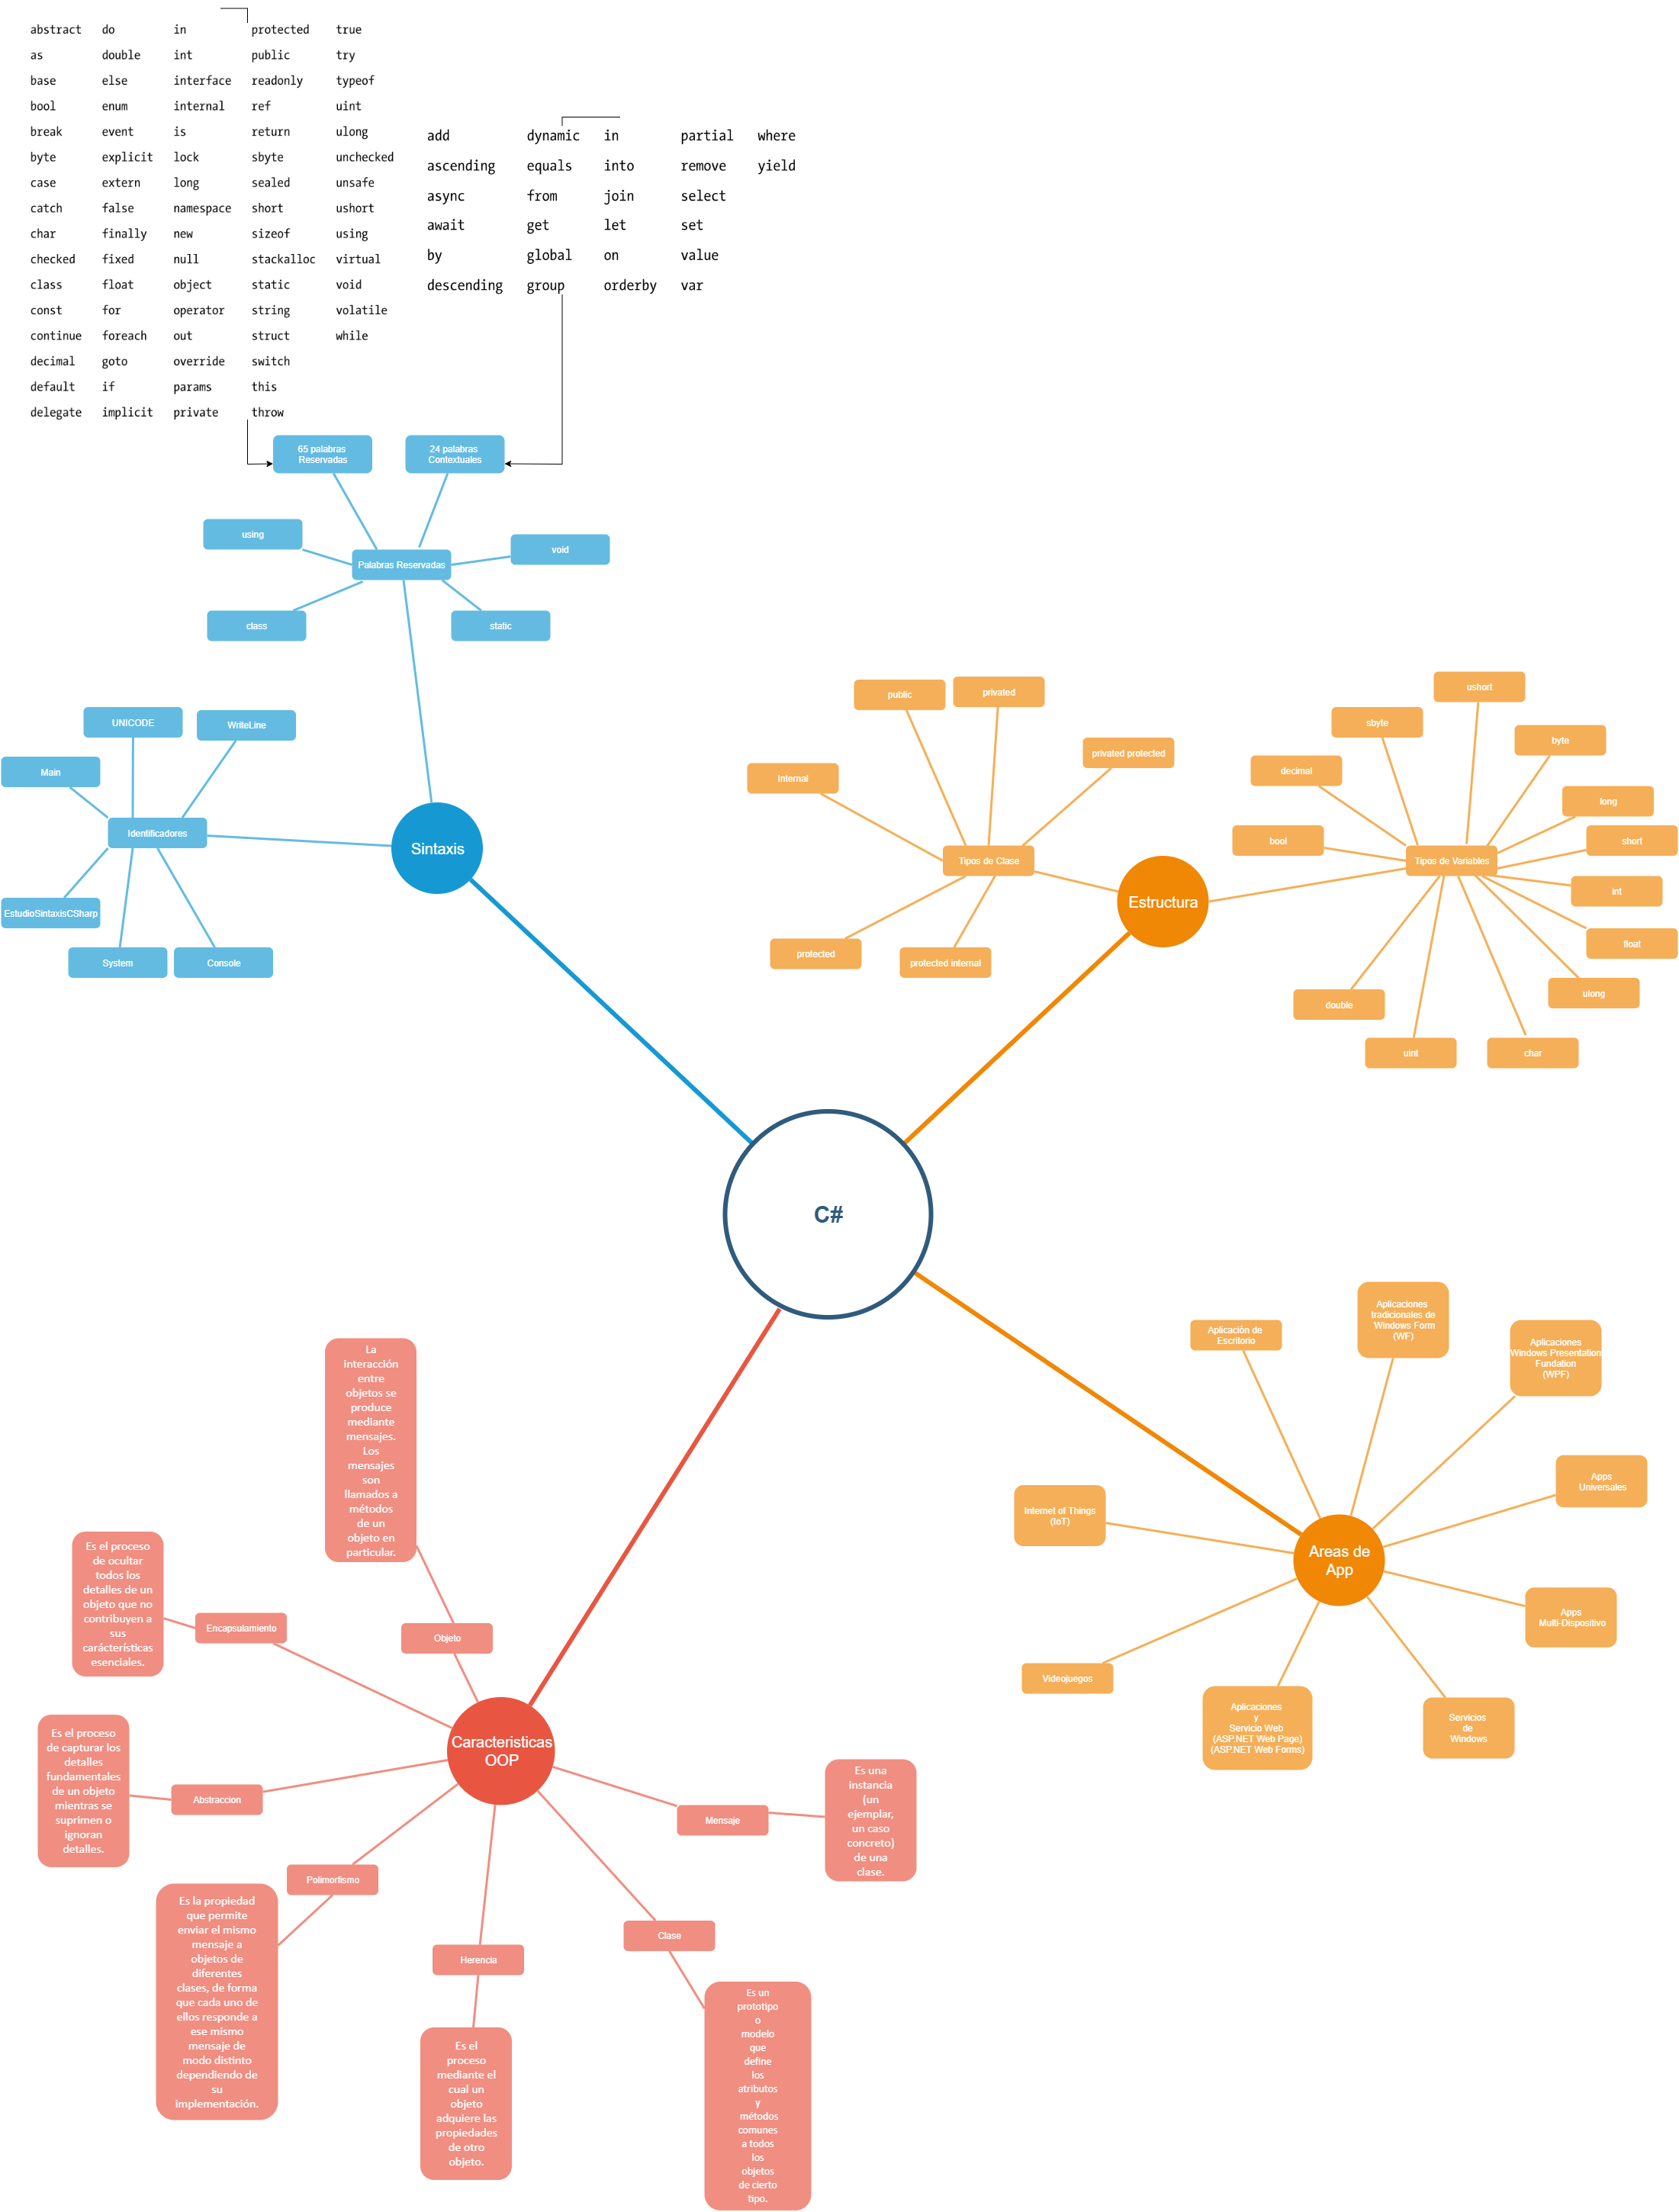 abstract do in protected true
as double int public try
base else interface readonly typeof
bool enum internal ref uint
break event is return ulong
byte explicit lock sbyte unchecked
case extern long sealed unsafe
catch false namespace short ushort
char finally new sizeof using
checked fixed null stackalloc virtual
class float object static void
const for operator string volatile
continue foreach out struct while
decimal goto override switch
default if params this
delegate implicit private throw
add dynamic in partial where
ascending equals into remove yield
async from join select
await get let set
by global on value
descending group orderby var
65 palabras
Reservadas
24 palabras
Contextuales
using
void
Palabras Reservadas
class
static
UNICODE
WriteLine
Main
Identificadores
EstudioSintaxisCSharp
System
Console
Sintaxis
public
privated
privated protected
Internal
Tipos de Clase
protected
protected internal
Estructura
ushort
sbyte
byte
decimal
long
bool
short
Tipos de Variables
int
float
ulong
double
uint
char
C#
Aplicaciones
tradicionales de
Windows Form
(WF)
Aplicación de
Escritorio
Aplicaciones
Windows Presentation
Fundation
(WPF)
Apps
Universales
Internet of Things
(IoT)
Areas de
App
Apps
Multi-Dispositivo
Videojuegos
Aplicaciones
y
Servicio Web
(ASP.NET Web Page)
(ASP.NET Web Forms)
Servicios
de
Windows
La
interacción
entre
objetos se
produce
mediante
mensajes.
Los
mensajes
son
llamados a
métodos
de un
objeto en
particular.
Es el proceso
de ocultar
todos los
detalles de un
objeto que no
contribuyen a
sus
carácterísticas
esenciales.
Encapsulamiento
Objeto
Caracteristicas
OOP
Es el proceso
de capturar los
detalles
fundamentales
de un objeto
mientras se
suprimen o
ignoran
detalles.
Abstraccion
Mensaje
Es una
instancia
(un
ejemplar,
un caso
concreto)
de una
clase.
Polimorfismo
Es la propiedad
que permite
enviar el mismo
mensaje a
objetos de
diferentes
clases, de forma
que cada uno de
ellos responde a
ese mismo
mensaje de
modo distinto
dependiendo de
su
implementación.
Herencia
Es el
proceso
mediante el
cual un
objeto
adquiere las
propiedades
de otro
objeto.
Clase
Es un
prototipo
o
modelo
que
define
los
atributos
y
métodos
comunes
a todos
los
objetos
de cierto
tipo.